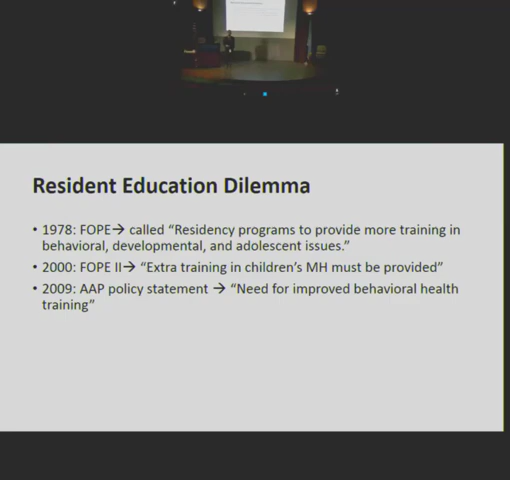 Resident Education Dilemma
• 1978: FOPE→ called “Residency programs to provide more training in
behavioral, developmental, and adolescent issues.”
• 2000: FOPE II→ “Extra training in children’s MH must be provided”
• 2009: AAP policy statement → “Need for improved behavioral health
training”